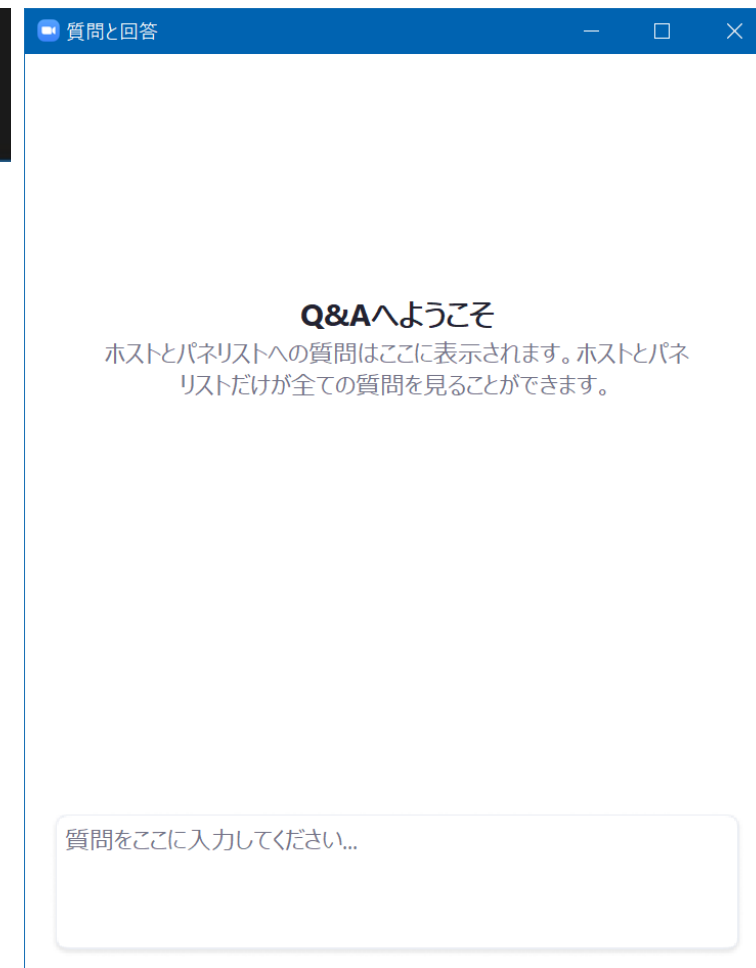 質問と回答
Q&Aへようこそ
ホストとパネリストへの質問はここに表示されます。ホストとパネ
リストだけが全ての質問を見ることができます。
質問をここに入力してください...